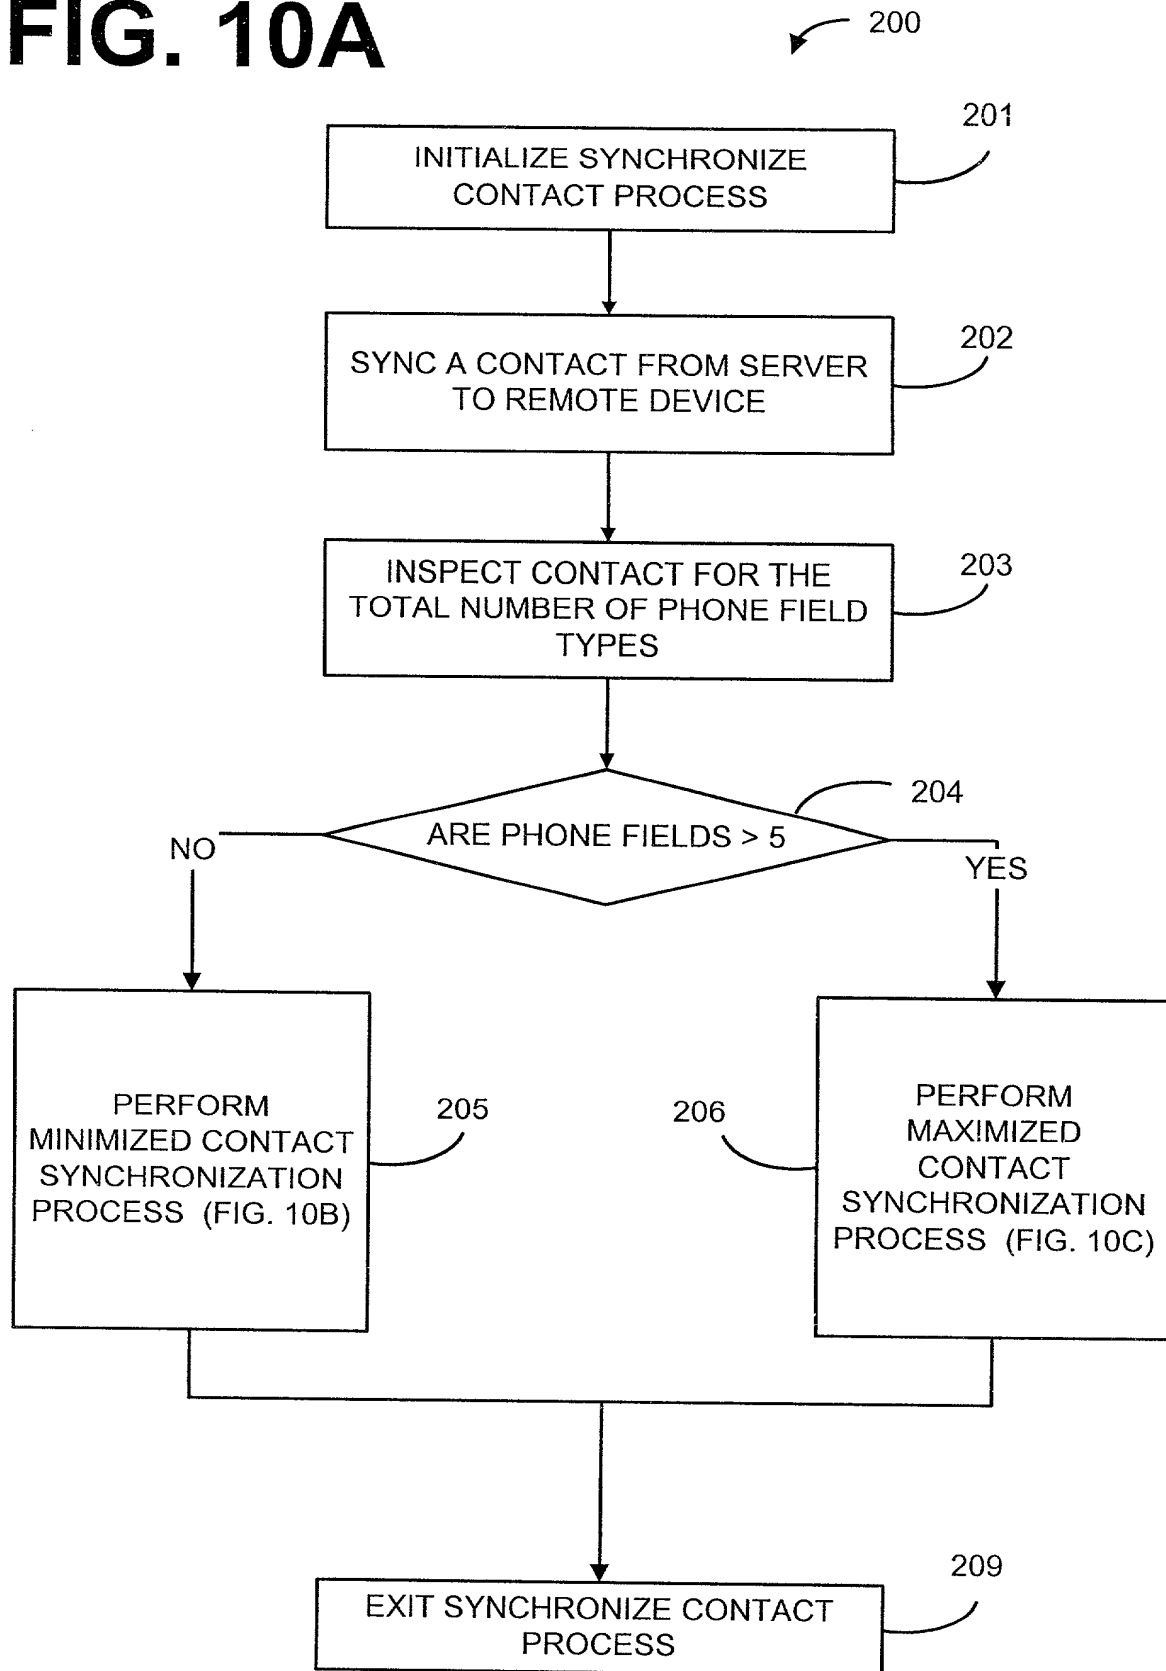 FIG. 10A
200
201
INITIALIZE SYNCHRONIZE
CONTACT PROCESS
202
SYNC A CONTACT FROM SERVER
TO REMOTE DEVICE
203
INSPECT CONTACT FOR THE
TOTAL NUMBER OF PHONE FIELD
TYPES
204
ARE PHONE FIELDS > 5
NO
YES
205
PERFORM
MINIMIZED CONTACT
SYNCHRONIZATION
PROCESS (FIG. 10B)
206
PERFORM
MAXIMIZED
CONTACT
SYNCHRONIZATION
PROCESS (FIG. 10C)
209
EXIT SYNCHRONIZE CONTACT
PROCESS